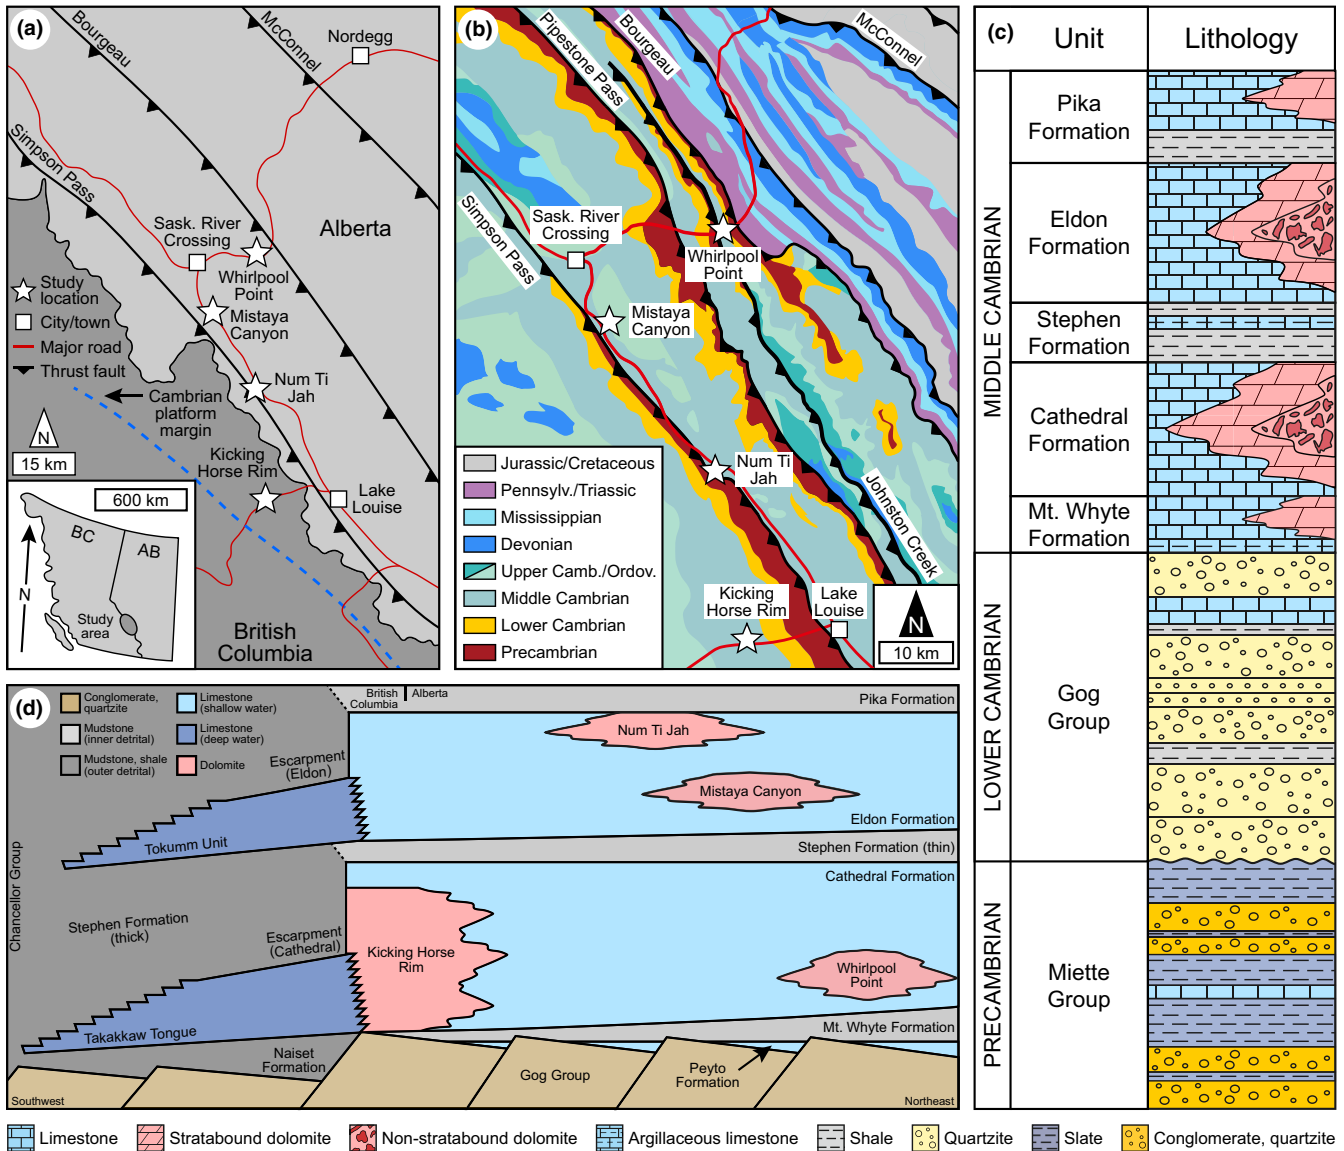 (a)
Bourgeau
McConnel
Nordegg
Simpson Pass
Sask. River
Crossing
Alberta
Whirlpool
Point
Study
location
City/town
Major road
Thrust fault
Mistaya
Canyon
Num Ti
Jah
Cambrian
platform
margin
N
15 km
Kicking
Horse Rim
Lake
Louise
600 km
BC
AB
N
Study
area
British
Columbia
(b)
Pipestone Pass
Bourgeau
McConnel
Simpson Pass
Sask. River
Crossing
Whirlpool
Point
Mistaya
Canyon
Num Ti
Jah
Johnston Creek
Kicking
Horse Rim
Lake
Louise
N
10 km
Jurassic/Cretaceous
Pennsylv./Triassic
Mississippian
Devonian
Upper Camb./Ordov.
Middle Cambrian
Lower Cambrian
Precambrian
(c)
Unit
Lithology
MIDDLE CAMBRIAN
Pika
Formation
Eldon
Formation
Stephen
Formation
Cathedral
Formation
Mt. Whyte
Formation
LOWER CAMBRIAN
Gog
Group
PRECAMBRIAN
Miette
Group
(d)
Conglomerate,
quartzite
Mudstone
(inner detrital)
Mudstone, shale
(outer detrital)
Limestone
(shallow water)
Limestone
(deep water)
Dolomite
British
Columbia
Alberta
Pika Formation
Num Ti Jah
Escarpment
(Eldon)
Mistaya Canyon
Eldon Formation
Tokumm Unit
Stephen Formation (thin)
Cathedral Formation
Chancellor Group
Stephen Formation
(thick)
Escarpment
(Cathedral)
Kicking Horse
Rim
Whirlpool
Point
Takakkaw Tongue
Mt. Whyte Formation
Naiset
Formation
Gog Group
Peyto
Formation
Southwest
Northeast
Limestone
Stratabound dolomite
Non-stratabound dolomite
Argillaceous limestone
Shale
Quartzite
Slate
Conglomerate, quartzite